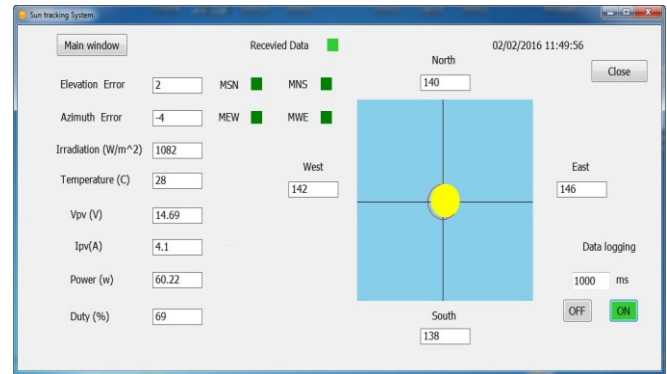 Sun tracking System
Main window
Recevied Data
02/02/2016 11:49:56
North
Close
Elevation Error 2 MSN MNS 140
Azimuth Error -4 MEW MWE
Irradiation (W/m^2) 1082
West
East
Temperature (C) 28
142
146
Vpv (V) 14.69
Ipv(A) 4.1
Data logging
Power (w) 60.22
1000 ms
Duty (%) 69
South
OFF ON
138